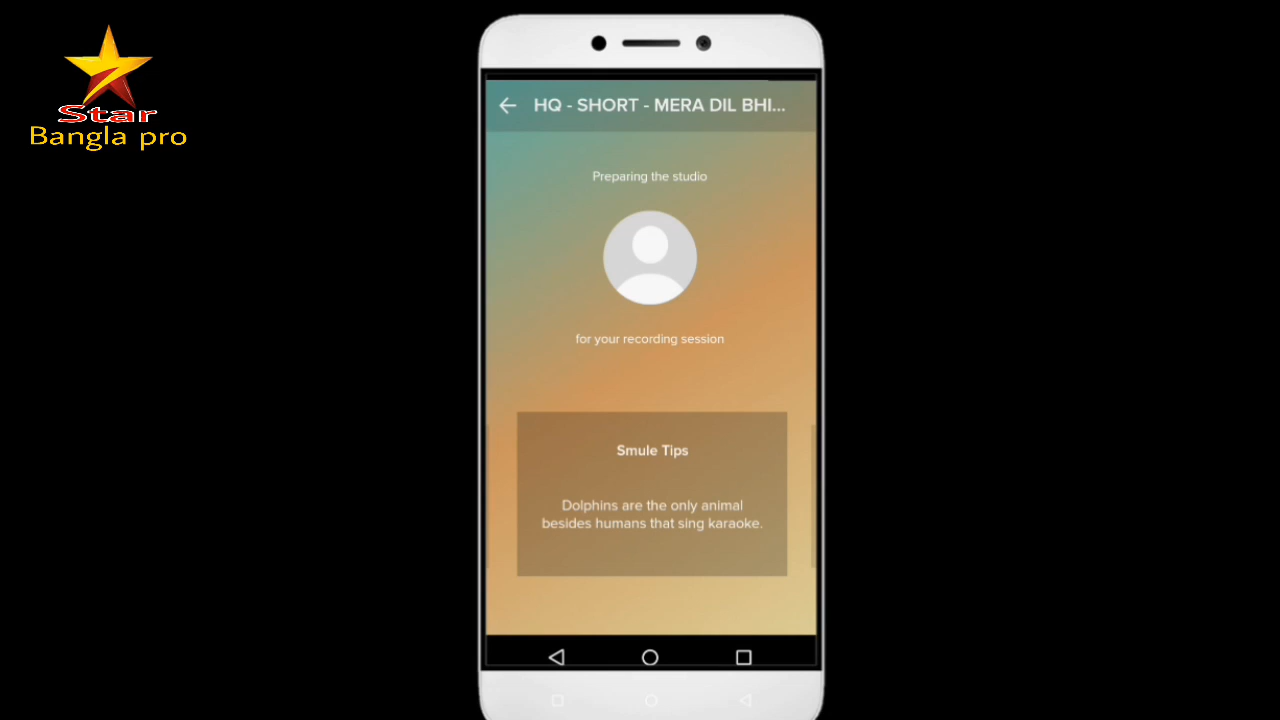 Star
Bangla pro
HQ - SHORT - MERA DIL BHI...
Preparing the studio
for your recording session
Smule Tips
Dolphins are the only animal
besides humans that sing karaoke.